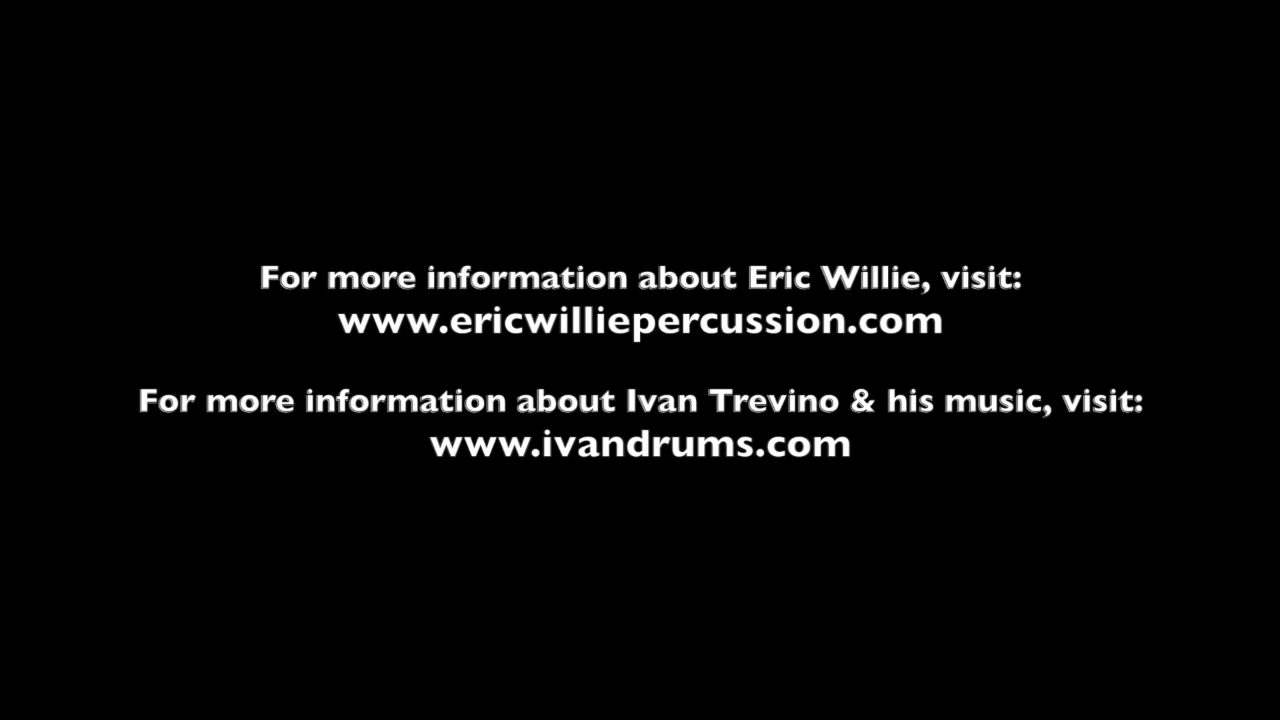 For more information about Eric Willie, visit:
www.ericwilliepercussion.com
For more information about Ivan Trevino & his music, visit:
www.ivandrums.com